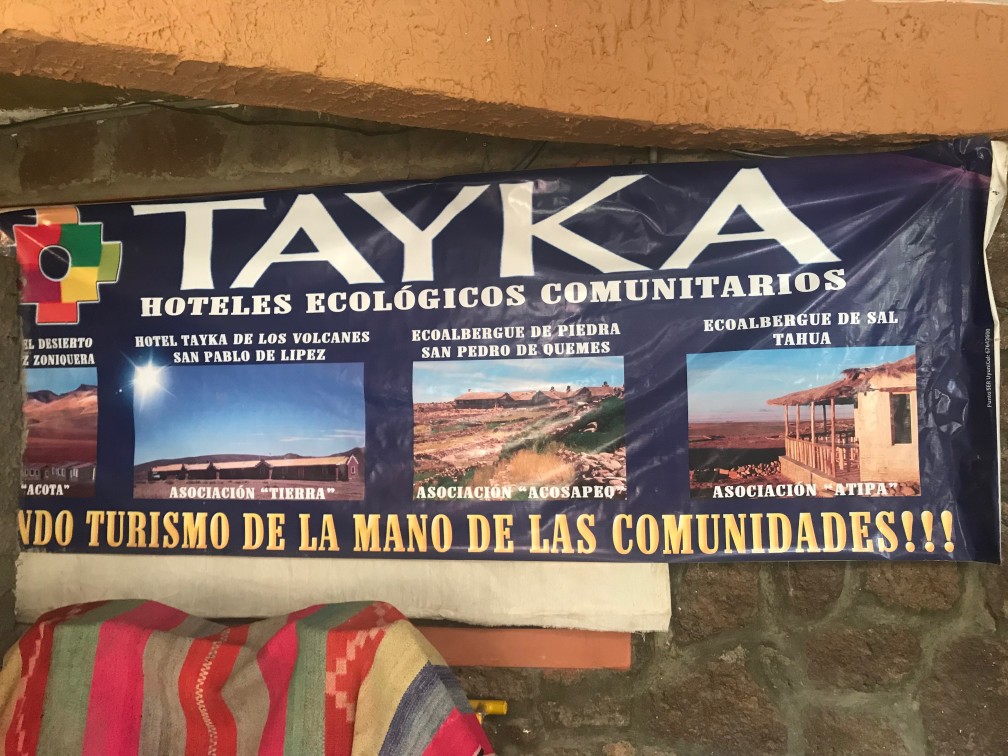 TAYKA
HOTELES ECOLÓGICOS COMUNITARIOS
EL DESIERTO
Z ZONIQUERA
"ACOTA"
HOTEL TAYKA DE LOS VOLCANES
SAN PABLO DE LIPEZ
ASOCIACIÓN "TIERRA"
ECOALBERGUE DE PIEDRA
SAN PEDRO DE QUEMES
ASOCIACIÓN "ACOSAPEQ"
ECOALBERGUE DE SAL
TAHUA
ASOCIACIÓN "ATIPA"
NDO TURISMO DE LA MANO DE LAS COMUNIDADES!!!